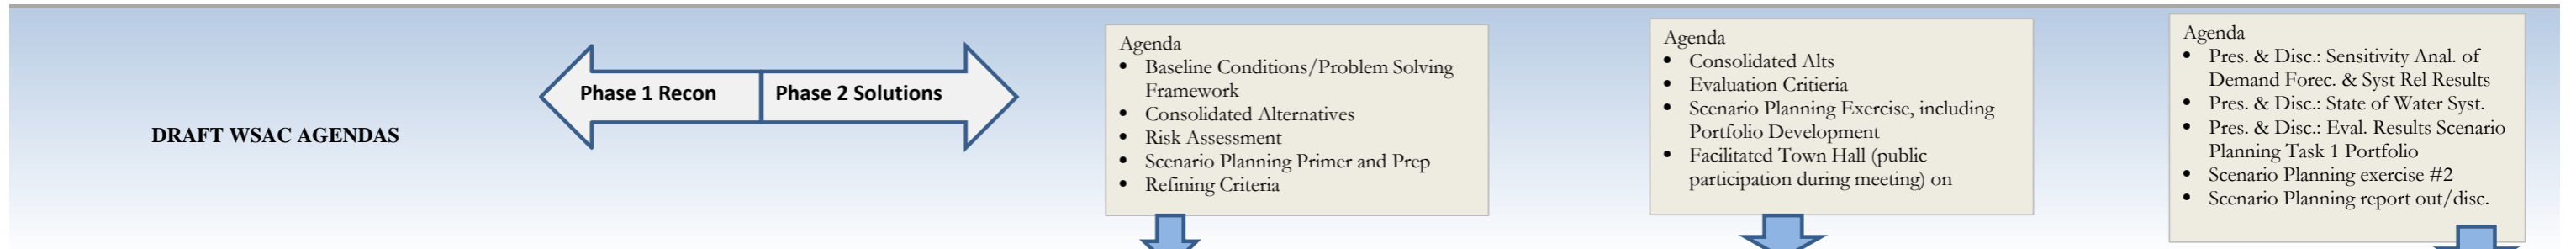 DRAFT WSAC AGENDAS
Phase 1 Recon
Phase 2 Solutions
Agenda
• Baseline Conditions/Problem Solving
Framework
• Consolidated Alternatives
• Risk Assessment
• Scenario Planning Primer and Prep
• Refining Criteria
Agenda
• Consolidated Alts
• Evaluation Critieria
• Scenario Planning Exercise, including
Portfolio Development
• Facilitated Town Hall (public
participation during meeting) on
Agenda
• Pres. & Disc.: Sensitivity Anal. of
Demand Forec. & Syst Rel Results
• Pres. & Disc.: State of Water Syst.
• Pres. & Disc.: Eval. Results Scenario
Planning Task 1 Portfolio
• Scenario Planning exercise #2
• Scenario Planning report out/disc.